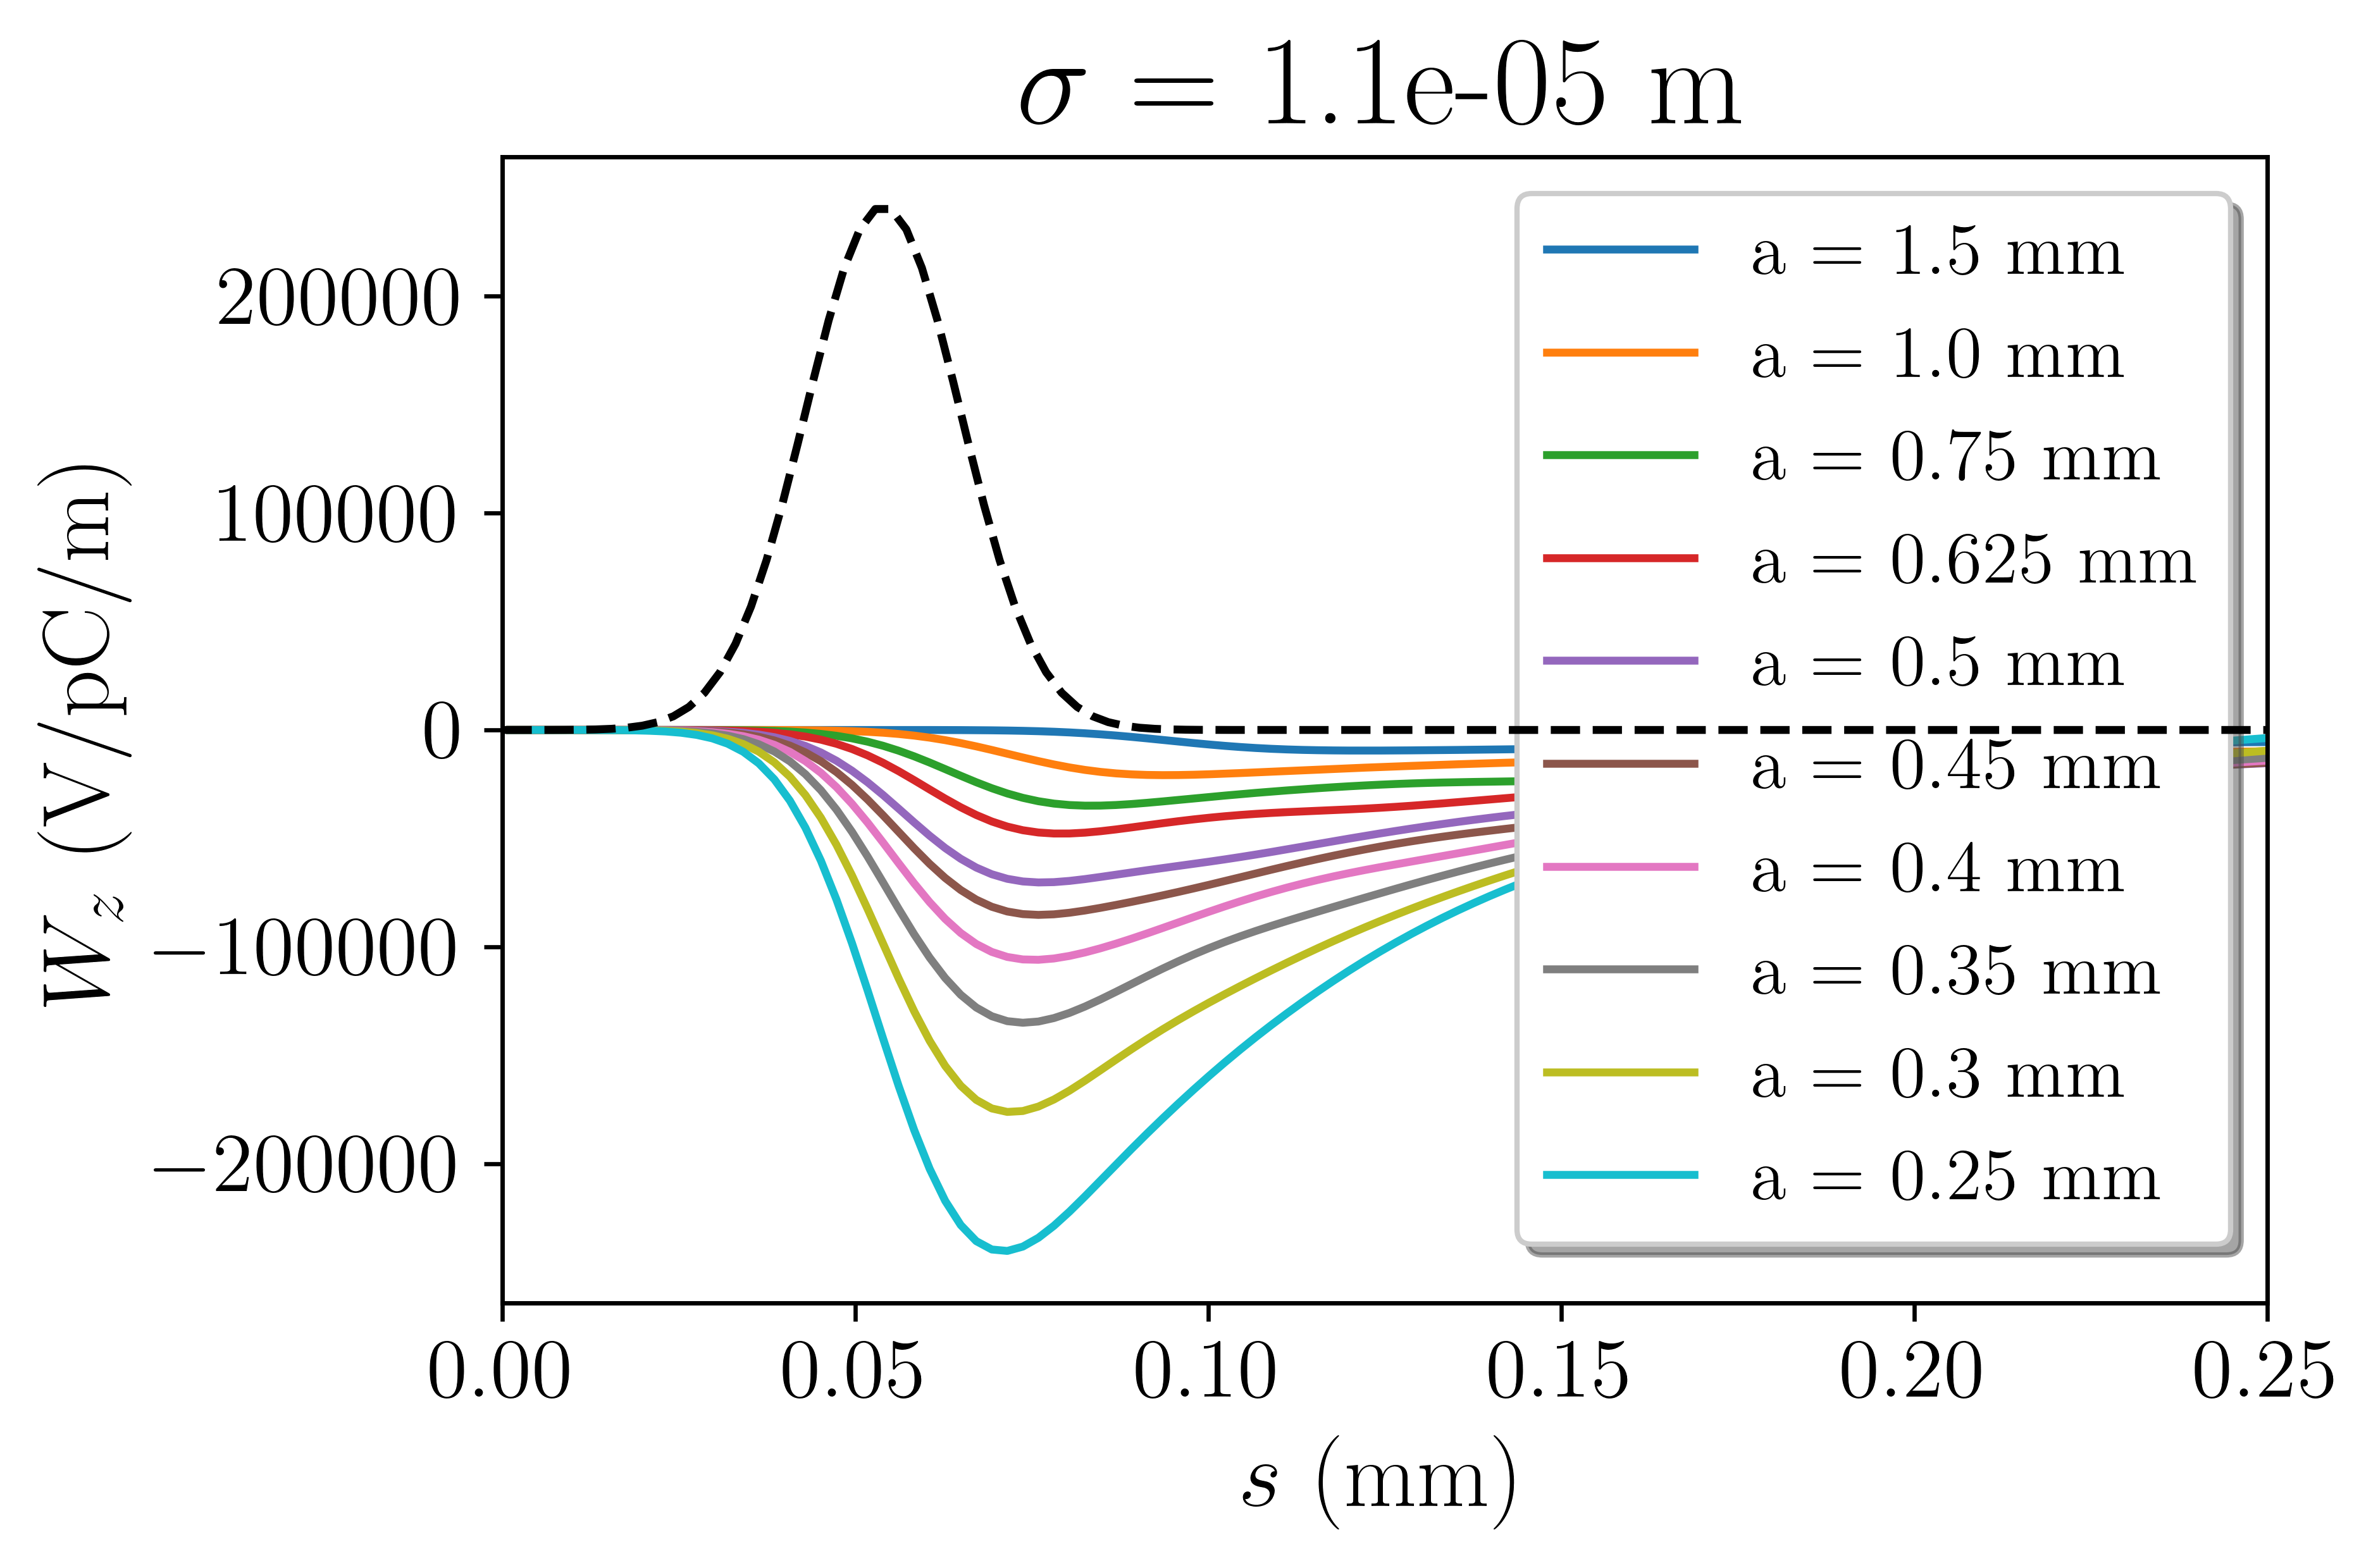 σ = 1.1e-05 m
W_z (V/pC/m)
200000
100000
0
−100000
−200000
a = 1.5 mm
a = 1.0 mm
a = 0.75 mm
a = 0.625 mm
a = 0.5 mm
a = 0.45 mm
a = 0.4 mm
a = 0.35 mm
a = 0.3 mm
a = 0.25 mm
0.00 0.05 0.10 0.15 0.20 0.25
s (mm)